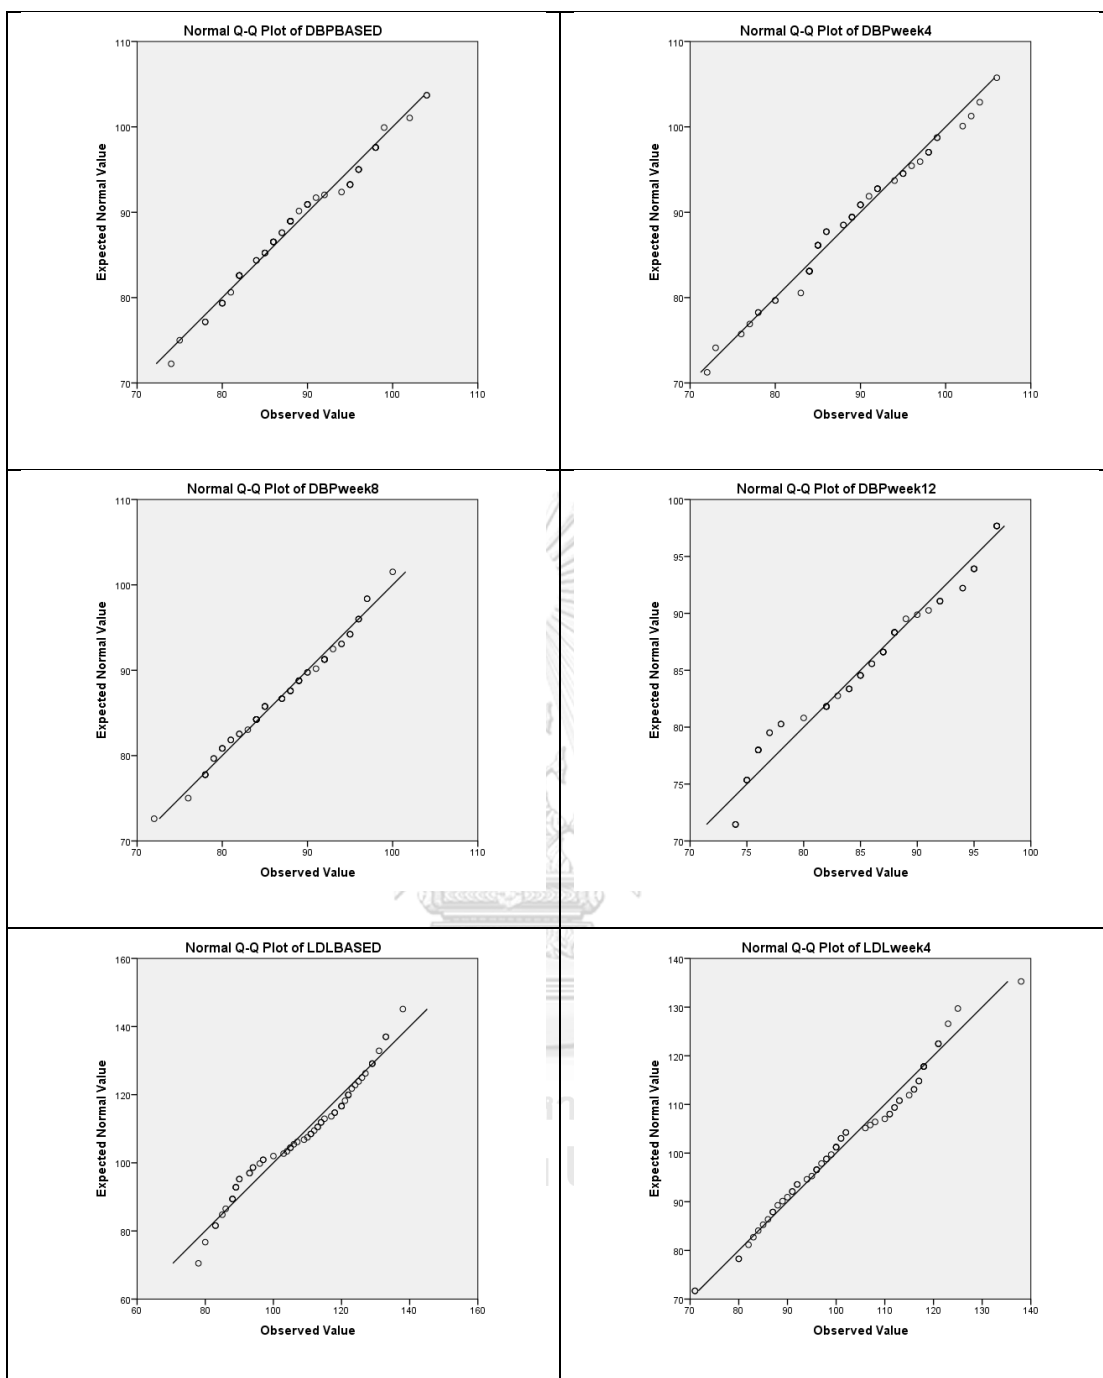 Normal Q-Q Plot of DBPBASED
110
100
90
80
70
Expected Normal Value
70 80 90 100 110
Observed Value
Normal Q-Q Plot of DBPweek4
110
100
90
80
70
Expected Normal Value
70 80 90 100 110
Observed Value
Normal Q-Q Plot of DBPweek8
110
100
90
80
70
Expected Normal Value
70 80 90 100 110
Observed Value
Normal Q-Q Plot of DBPweek12
100
95
90
85
80
75
70
Expected Normal Value
70 75 80 85 90 95 100
Observed Value
Normal Q-Q Plot of LDLBASED
160
140
120
100
80
60
Expected Normal Value
60 80 100 120 140 160
Observed Value
Normal Q-Q Plot of LDLweek4
140
130
120
110
100
90
80
70
Expected Normal Value
70 80 90 100 110 120 130 140
Observed Value